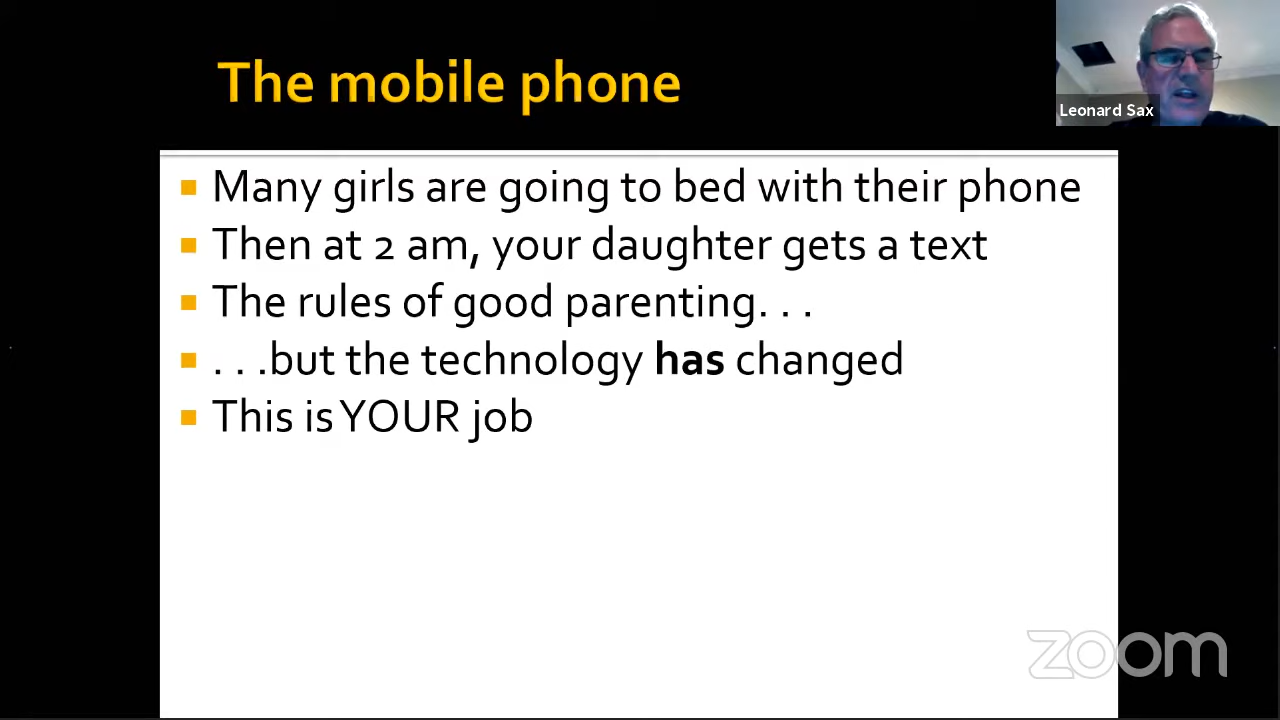 The mobile phone
Leonard Sax
Many girls are going to bed with their phone
Then at 2 am, your daughter gets a text
The rules of good parenting. . .
. . .but the technology has changed
This is YOUR job
zoom